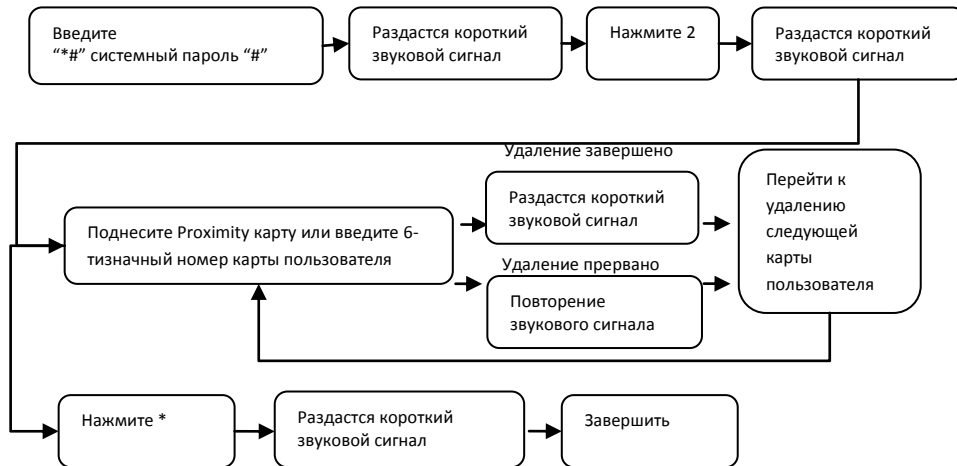 Введите
“*#” системный пароль “#”
Раздастся короткий
звуковой сигнал
Нажмите 2
Раздастся короткий
звуковой сигнал
Удаление завершено
Раздастся короткий
звуковой сигнал
Поднесите Proximity карту или введите 6-
тизначный номер карты пользователя
Удаление прервано
Повторение
звукового сигнала
Перейти к
удалению
следующей
карты
пользователя
Нажмите *
Раздастся короткий
звуковой сигнал
Завершить